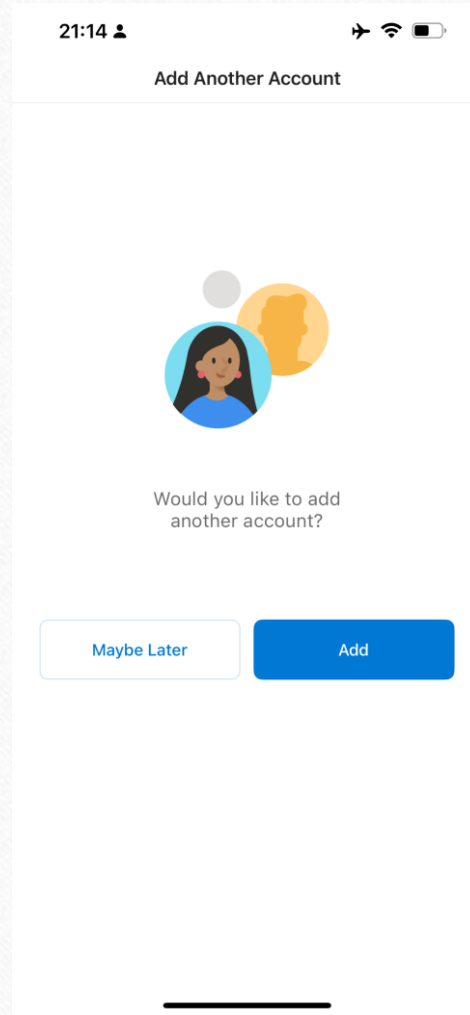 21:14
Add Another Account
Would you like to add
another account?
Maybe Later
Add